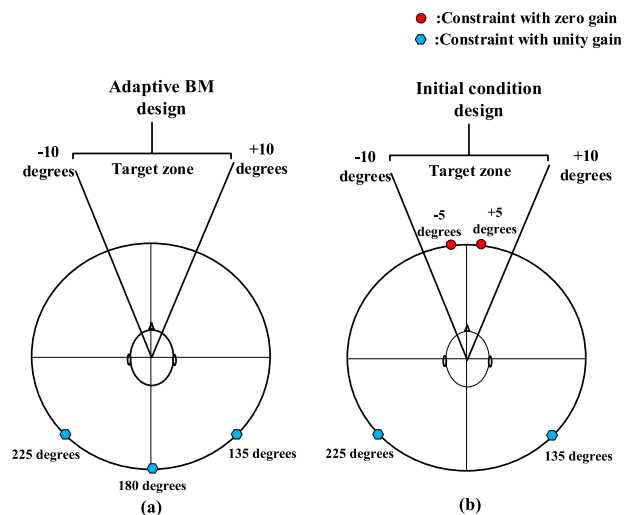 :Constraint with zero gain
:Constraint with unity gain
Adaptive BM
design
-10
degrees
+10
degrees
Target zone
225 degrees
135 degrees
180 degrees
(a)
Initial condition
design
-10
degrees
+10
degrees
Target zone
-5
degrees
+5
degrees
225 degrees
135 degrees
(b)